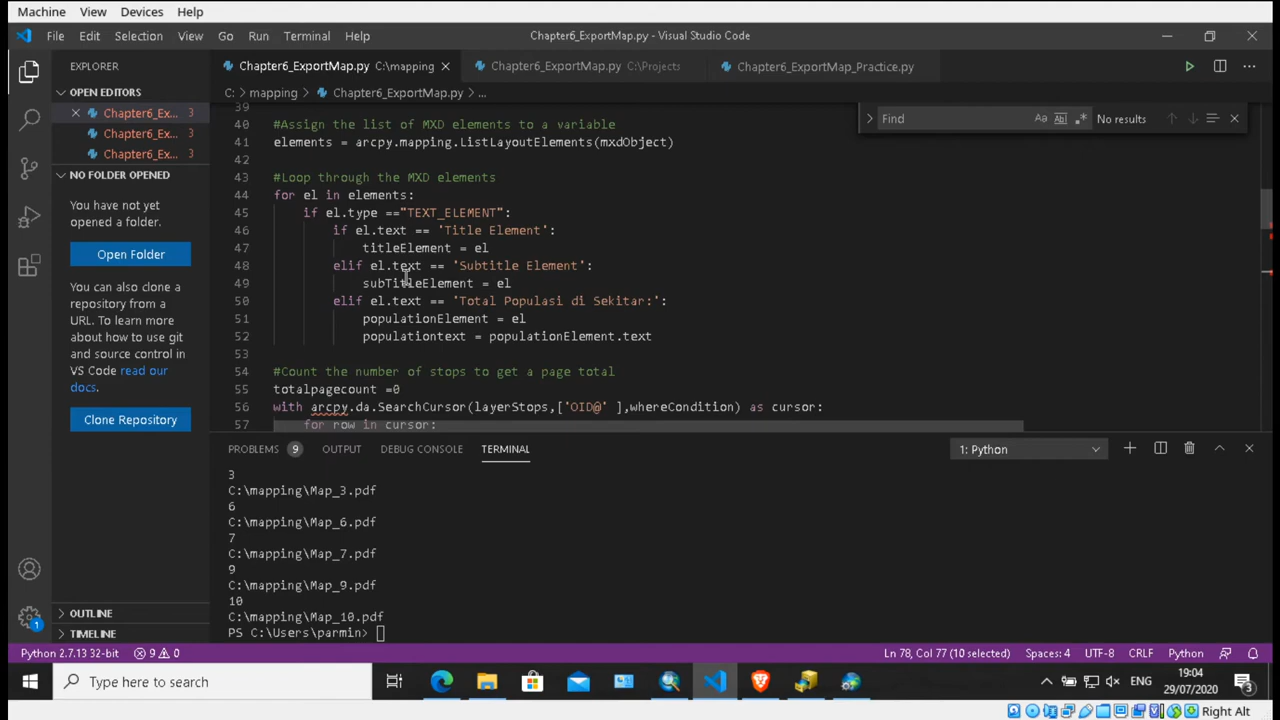 Machine View Devices Help
File Edit Selection View Go Run Terminal Help
Chapter6_ExportMap.py - Visual Studio Code
EXPLORER
Chapter6_ExportMap.py C:\mapping
Chapter6_ExportMap.py C:\Projects
Chapter6_ExportMap_Practice.py
OPEN EDITORS
C: > mapping > Chapter6_ExportMap.py > ...
Chapter6_Ex... 3
Chapter6_Ex... 3
Chapter6_Ex... 3
Find
Aa Abl No results
NO FOLDER OPENED
You have not yet
opened a folder.
Open Folder
You can also clone a
repository from a
URL. To learn more
about how to use git
and source control in
VS Code read our
docs.
Clone Repository
OUTLINE
TIMELINE
39
40 #Assign the list of MXD elements to a variable
41 elements = arcpy.mapping.ListLayoutElements(mxdObject)
42
43 #Loop through the MXD elements
44 for el in elements:
45 if el.type =="TEXT_ELEMENT":
46 if el.text == 'Title Element':
47 titleElement = el
48 elif el.text == 'Subtitle Element':
49 subTitleElement = el
50 elif el.text == 'Total Populasi di Sekitar:':
51 populationElement = el
52 populationtext = populationElement.text
53
54 #Count the number of stops to get a page total
55 totalpagecount =0
56 with arcpy.da.SearchCursor(layerStops,['OID@' ],whereCondition) as cursor:
57 for row in cursor:
PROBLEMS 9 OUTPUT DEBUG CONSOLE TERMINAL
1: Python
3
C:\mapping\Map_3.pdf
6
C:\mapping\Map_6.pdf
7
C:\mapping\Map_7.pdf
9
C:\mapping\Map_9.pdf
10
C:\mapping\Map_10.pdf
PS C:\Users\parmin>
1
Python 2.7.13 32-bit 9 0
Ln 78, Col 77 (10 selected) Spaces: 4 UTF-8 CRLF Python
Type here to search
ENG
19:04
29/07/2020
3
Right Alt